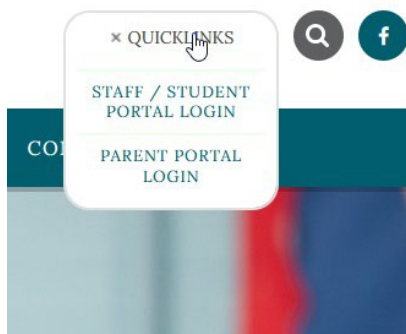 × QUICKLINKS
STAFF / STUDENT
PORTAL LOGIN
PARENT PORTAL
LOGIN